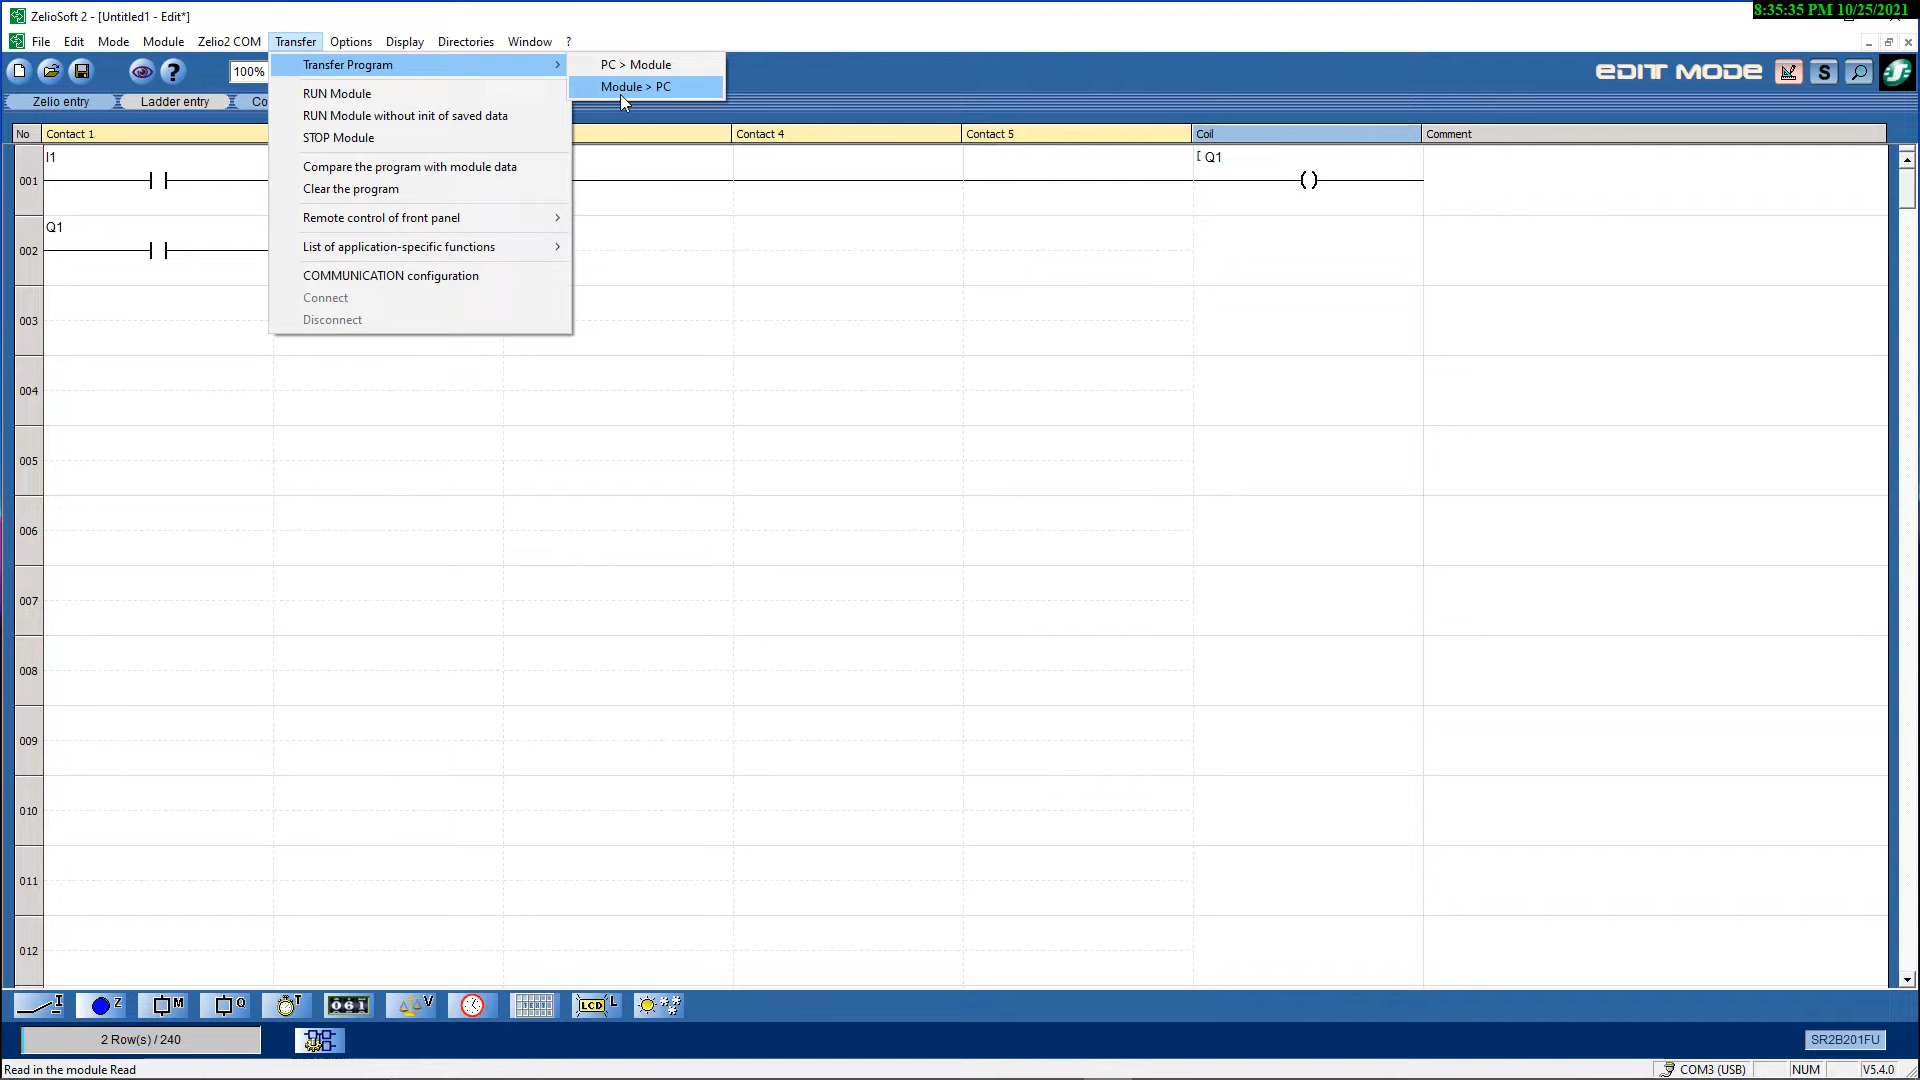 ZelioSoft 2 - [Untitled1 - Edit*]
8:35:35 PM 10/25/2021
File Edit Mode Module Zelio2 COM Transfer Options Display Directories Window ?
Transfer Program
PC > Module
Module > PC
100%
EDIT MODE
S
RUN Module
Zelio entry
Ladder entry
Co
RUN Module without init of saved data
STOP Module
No
Contact 1
Contact 4
Contact 5
Coil
Comment
Compare the program with module data
Clear the program
Remote control of front panel
List of application-specific functions
COMMUNICATION configuration
Connect
Disconnect
I1
[ Q1
001
Q1
002
003
004
005
006
007
008
009
010
011
012
I
Z
M
Q
T
061
V
TEXT
LCD L
2 Row(s) / 240
SR2B201FU
Read in the module Read
COM3 (USB)
NUM
V5.4.0